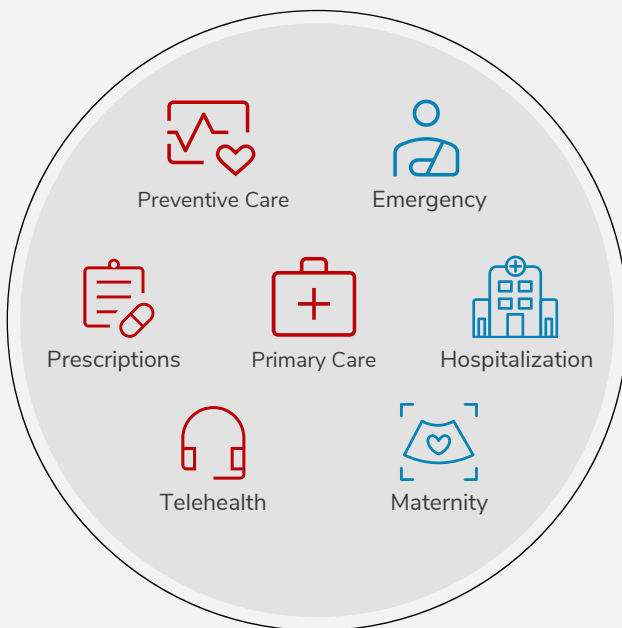 Preventive Care
Emergency
Prescriptions
Primary Care
Hospitalization
Telehealth
Maternity